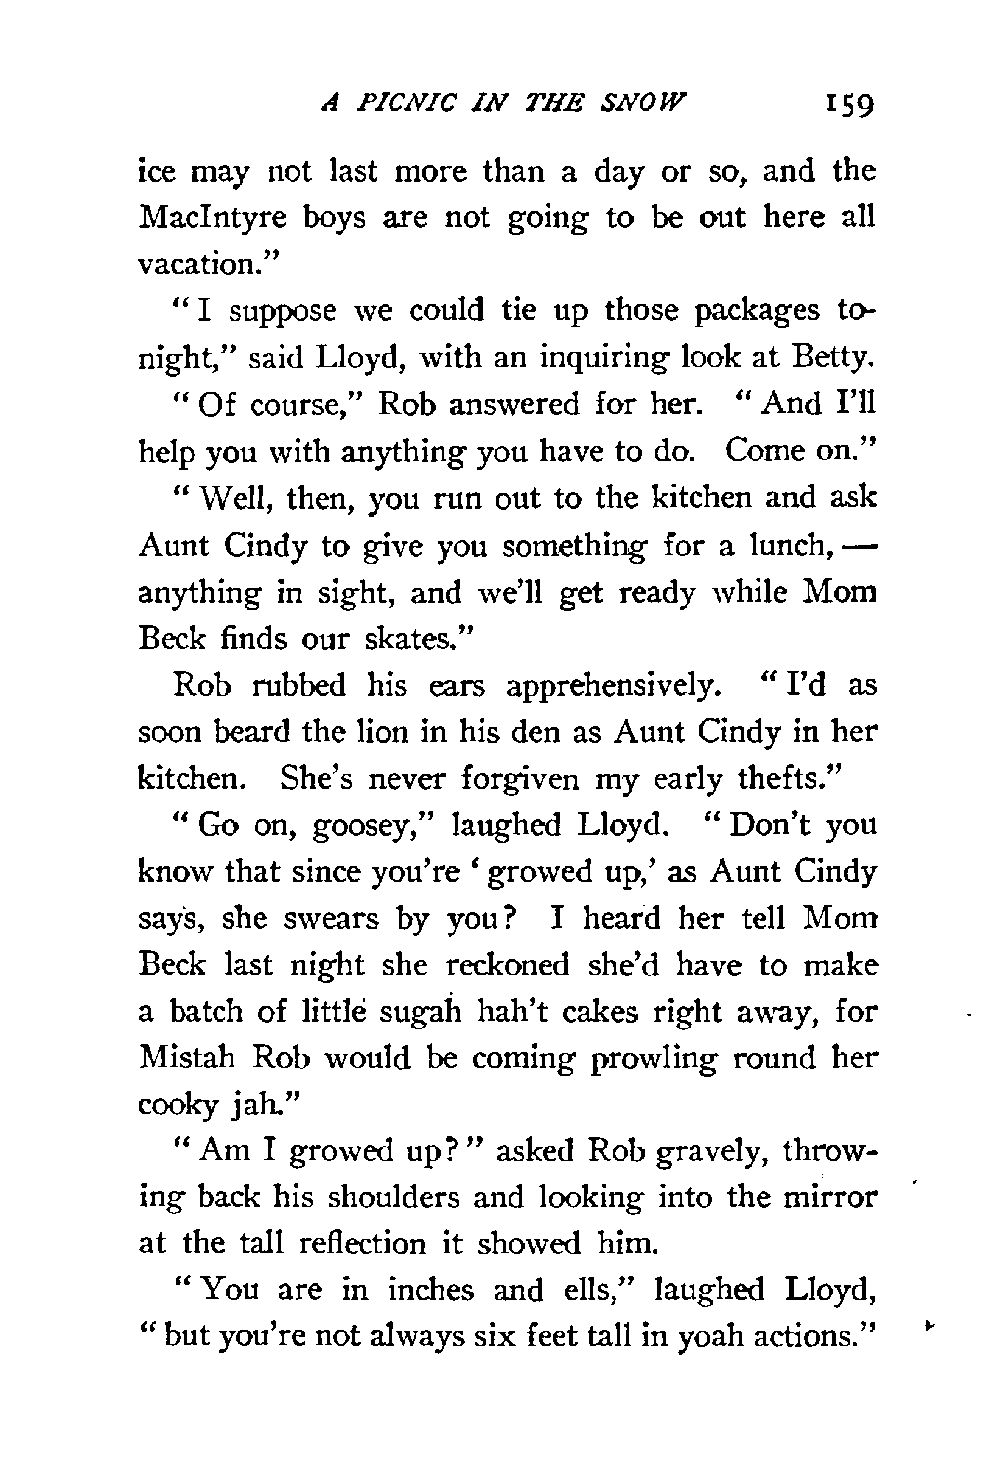 A PICNIC IN THE SNOW 159
ice may not last more than a day or so, and the
MacIntyre boys are not going to be out here all
vacation."
"I suppose we could tie up those packages to-
night," said Lloyd, with an inquiring look at Betty.
"Of course," Rob answered for her. "And I'll
help you with anything you have to do. Come on."
"Well, then, you run out to the kitchen and ask
Aunt Cindy to give you something for a lunch, —
anything in sight, and we'll get ready while Mom
Beck finds our skates."
Rob rubbed his ears apprehensively. "I'd as
soon beard the lion in his den as Aunt Cindy in her
kitchen. She's never forgiven my early thefts."
"Go on, goosey," laughed Lloyd. "Don't you
know that since you're 'growed up,' as Aunt Cindy
says, she swears by you? I heard her tell Mom
Beck last night she reckoned she'd have to make
a batch of little sugah hah't cakes right away, for
Mistah Rob would be coming prowling round her
cooky jah."
"Am I growed up?" asked Rob gravely, throw-
ing back his shoulders and looking into the mirror
at the tall reflection it showed him.
"You are in inches and ells," laughed Lloyd,
"but you're not always six feet tall in yoah actions."